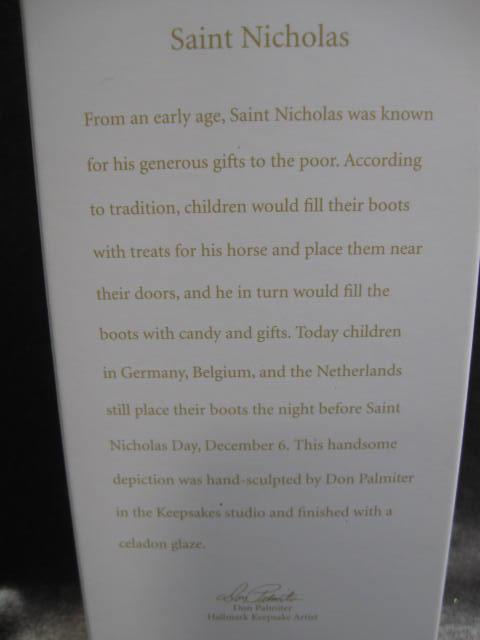 Saint Nicholas
From an early age, Saint Nicholas was known
for his generous gifts to the poor. According
to tradition, children would fill their boots
with treats for his horse and place them near
their doors, and he in turn would fill the
boots with candy and gifts. Today children
in Germany, Belgium, and the Netherlands
still place their boots the night before Saint
Nicholas Day, December 6. This handsome
depiction was hand-sculpted by Don Palmiter
in the Keepsakes studio and finished with a
celadon glaze.
Don Palmiter
Don Palmiter
Hallmark Keepsake Artist